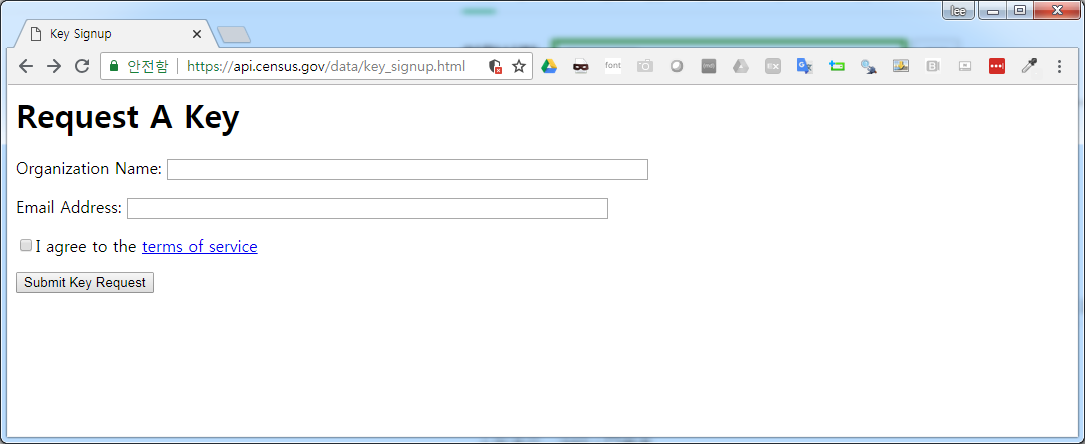 lee
Key Signup
안전함 https://api.census.gov/data/key_signup.html
font
EX
Request A Key
Organization Name:
Email Address:
I agree to the terms of service
Submit Key Request